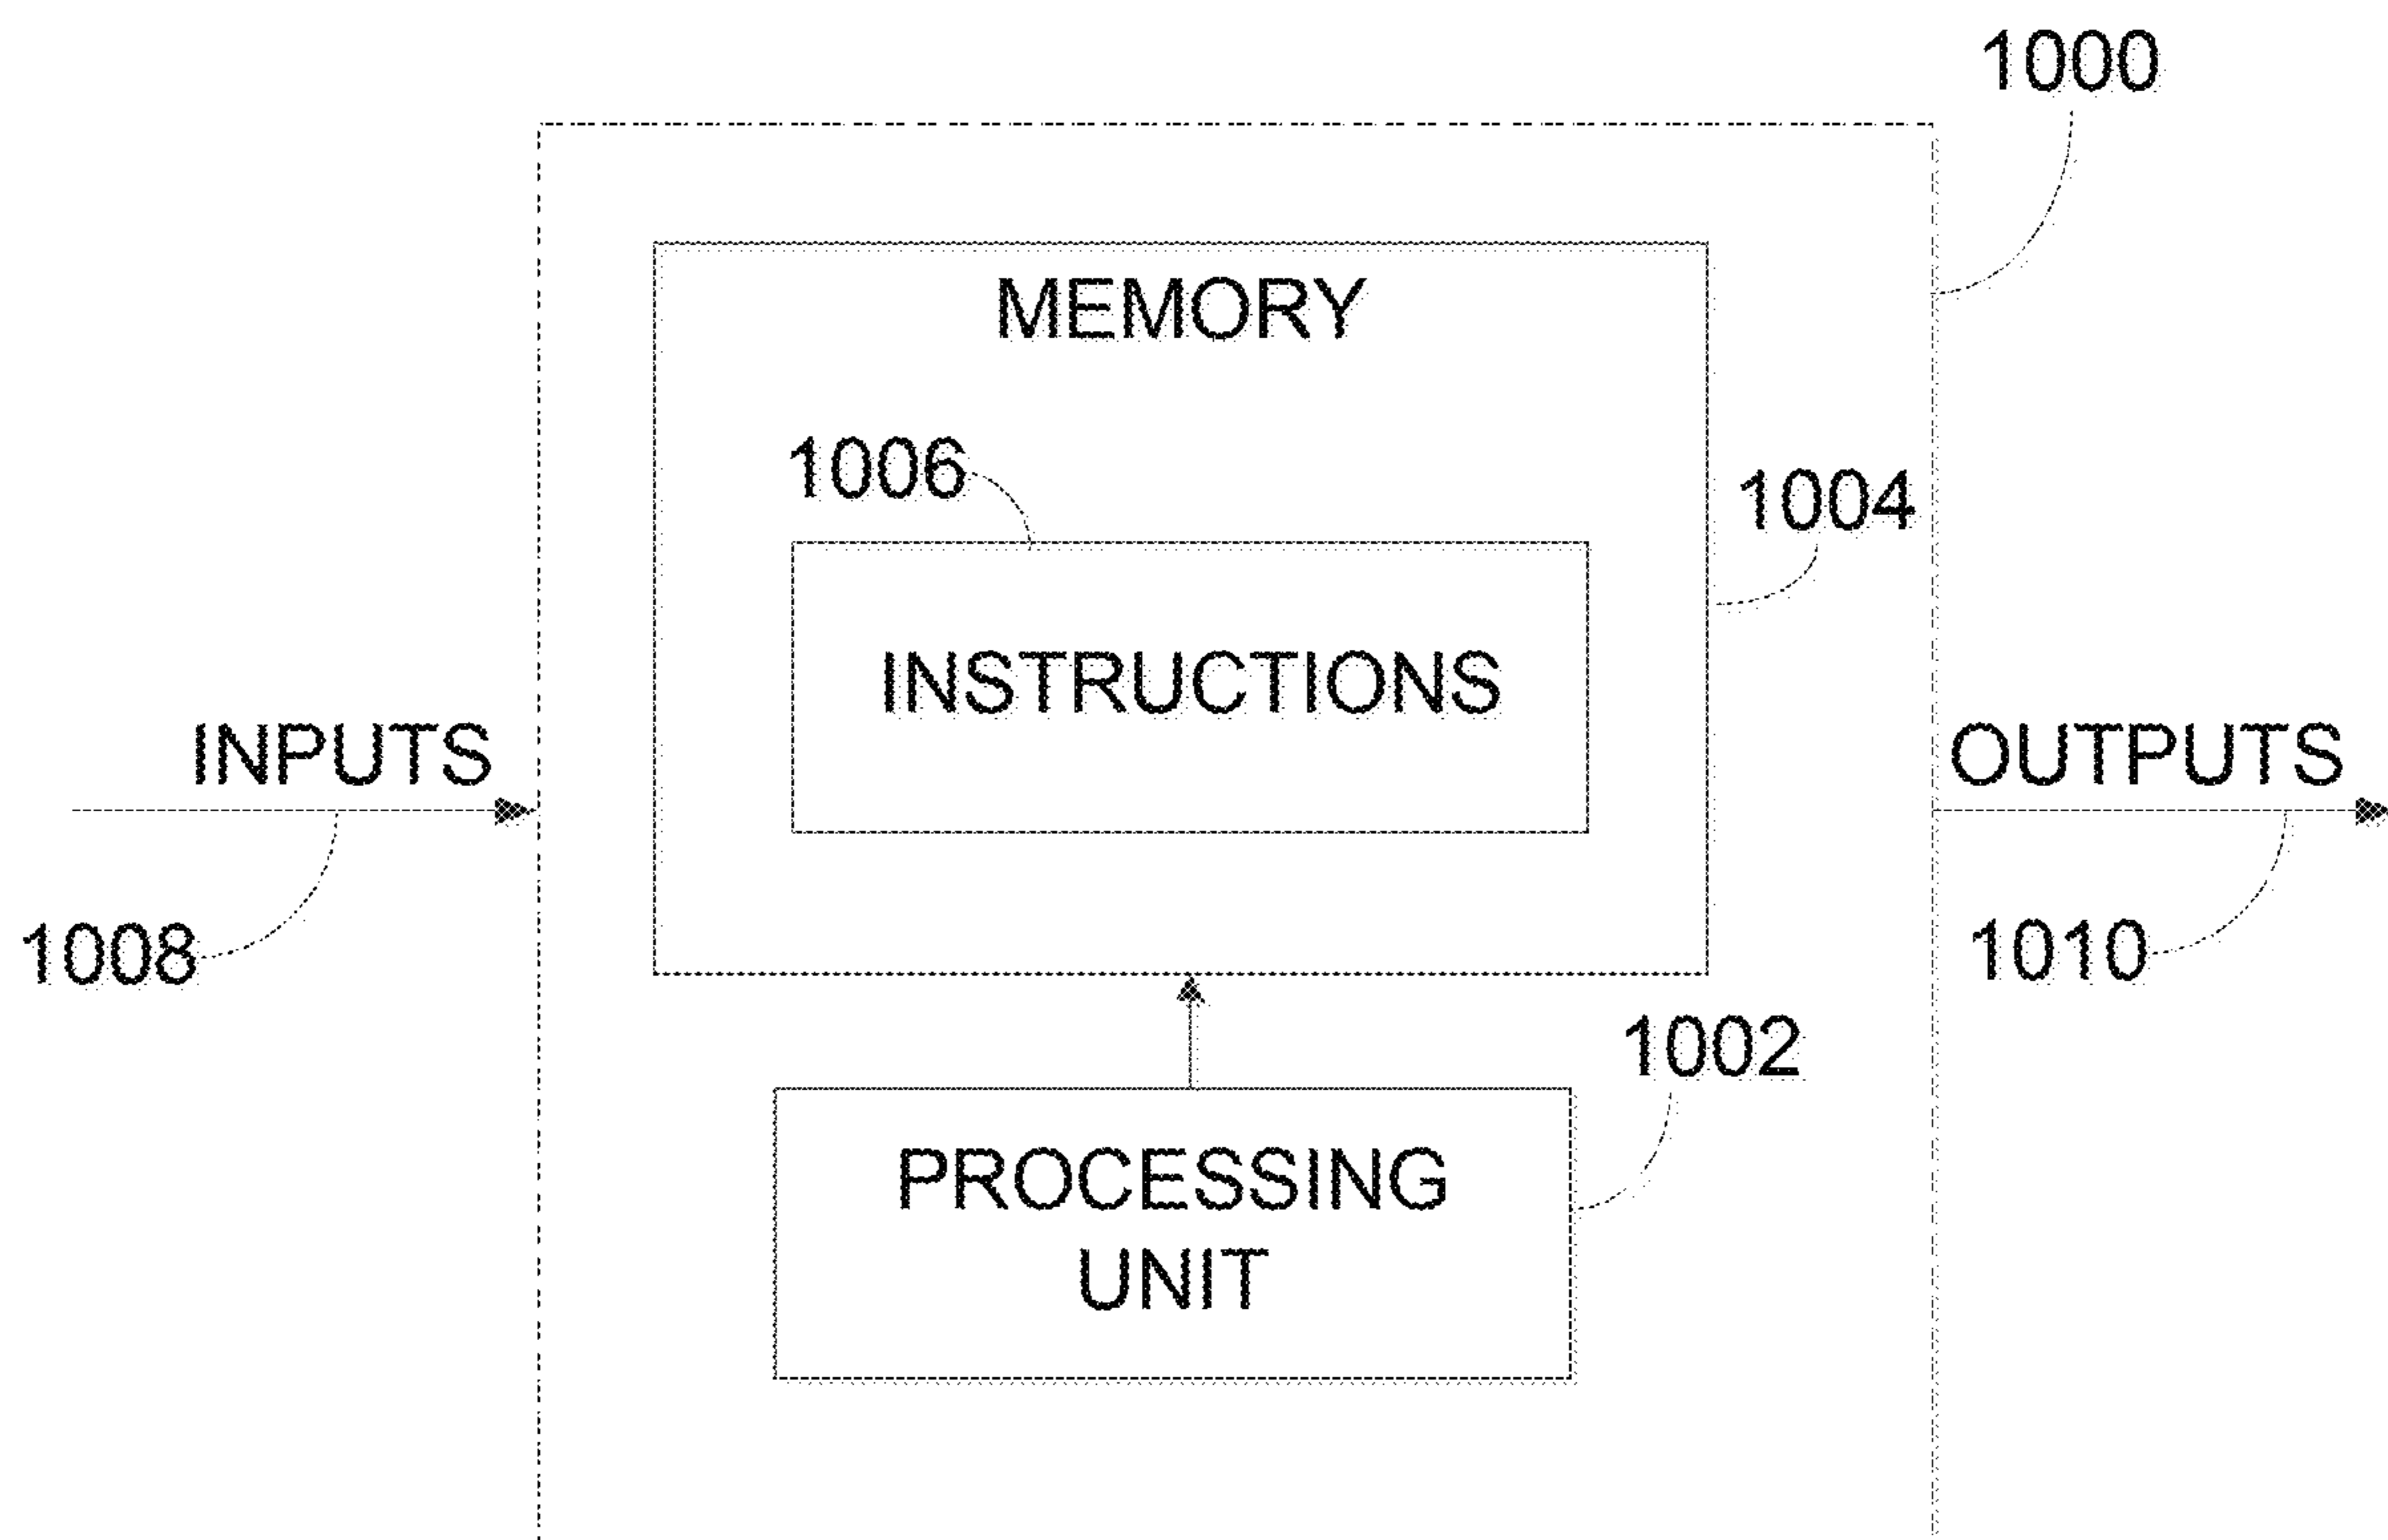 1000
MEMORY
1006
1004
INSTRUCTIONS
INPUTS
OUTPUTS
1008
1010
1002
PROCESSING
UNIT